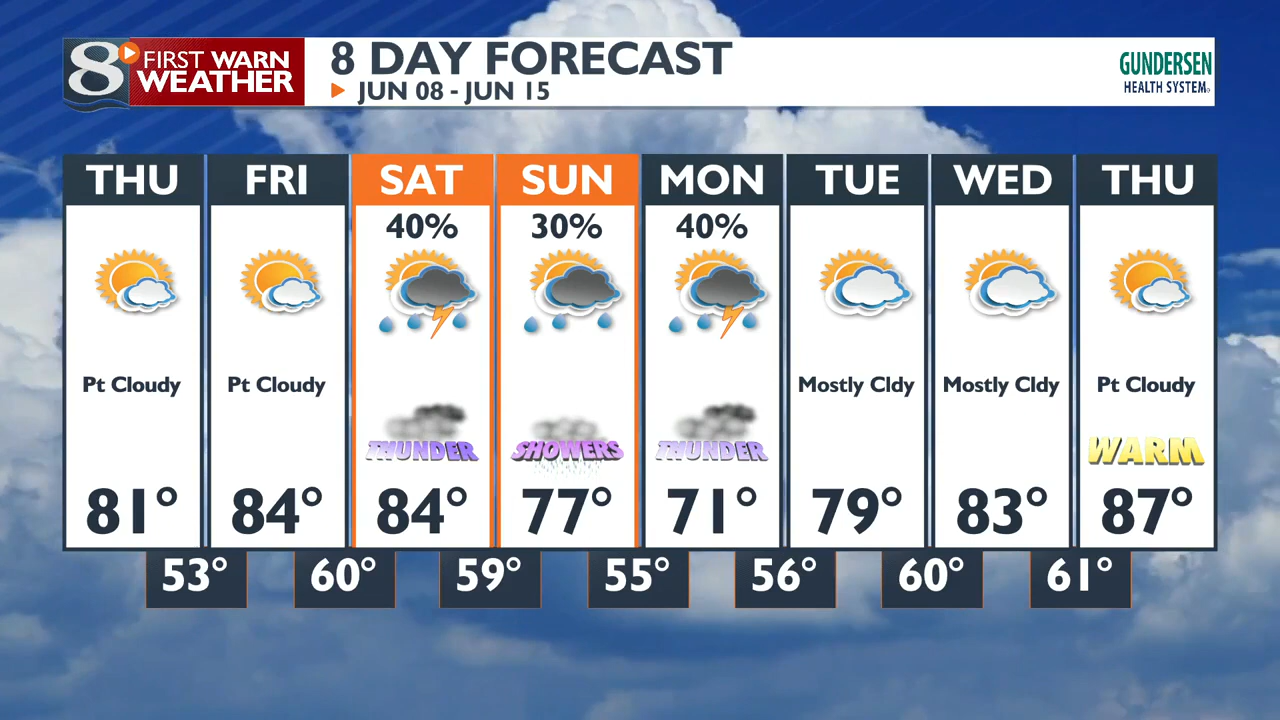 8 FIRST WARN
WEATHER
8 DAY FORECAST
JUN 08 - JUN 15
GUNDERSEN
HEALTH SYSTEM®
THU FRI SAT SUN MON TUE WED THU
40% 30% 40%
Pt Cloudy Pt Cloudy Mostly Cldy Mostly Cldy Pt Cloudy
THUNDER SHOWERS THUNDER WARM
81° 84° 84° 77° 71° 79° 83° 87°
53° 60° 59° 55° 56° 60° 61°